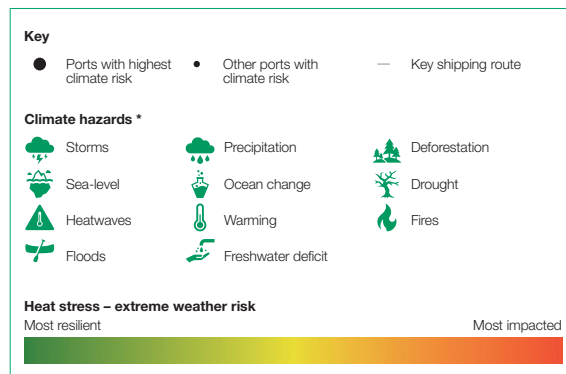 Key
Ports with highest
climate risk
Other ports with
climate risk
Key shipping route
Climate hazards *
Storms
Precipitation
Deforestation
Sea-level
Ocean change
Drought
Heatwaves
Warming
Fires
Floods
Freshwater deficit
Heat stress – extreme weather risk
Most resilient
Most impacted